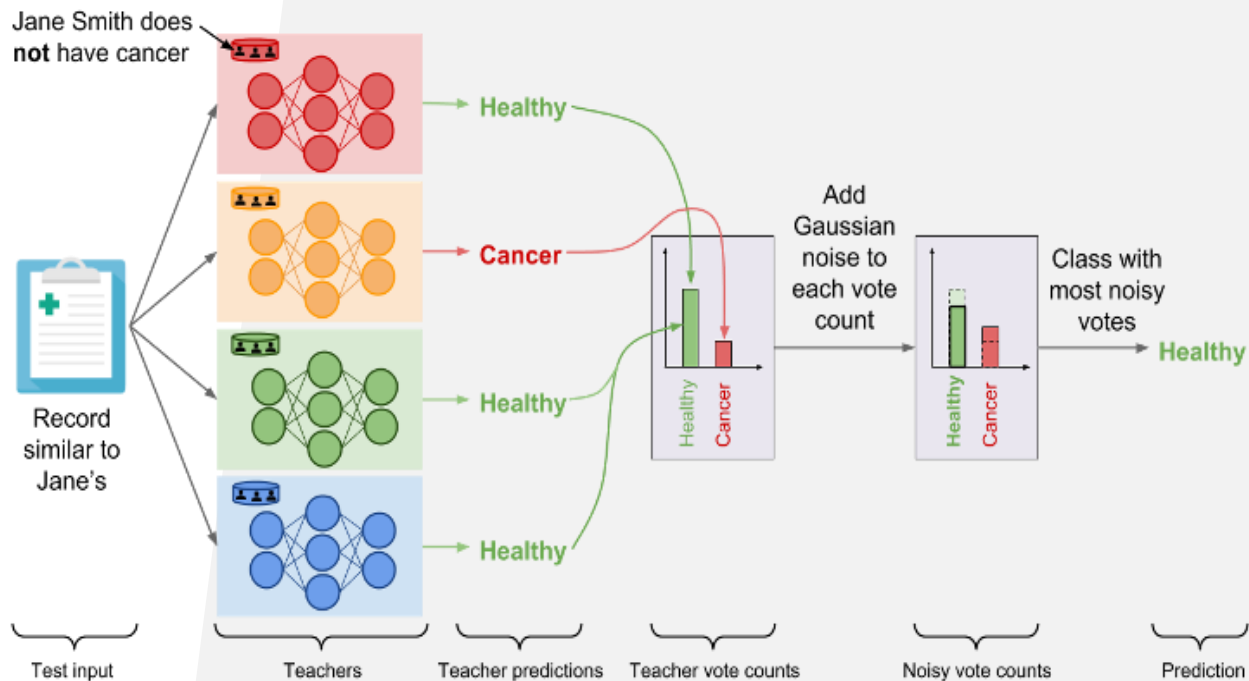 Jane Smith does
not have cancer
Record
similar to
Jane's
Healthy
Cancer
Healthy
Healthy
Healthy
Cancer
Add
Gaussian
noise to
each vote
count
Healthy
Cancer
Class with
most noisy
votes
Healthy
Test input
Teachers
Teacher predictions
Teacher vote counts
Noisy vote counts
Prediction